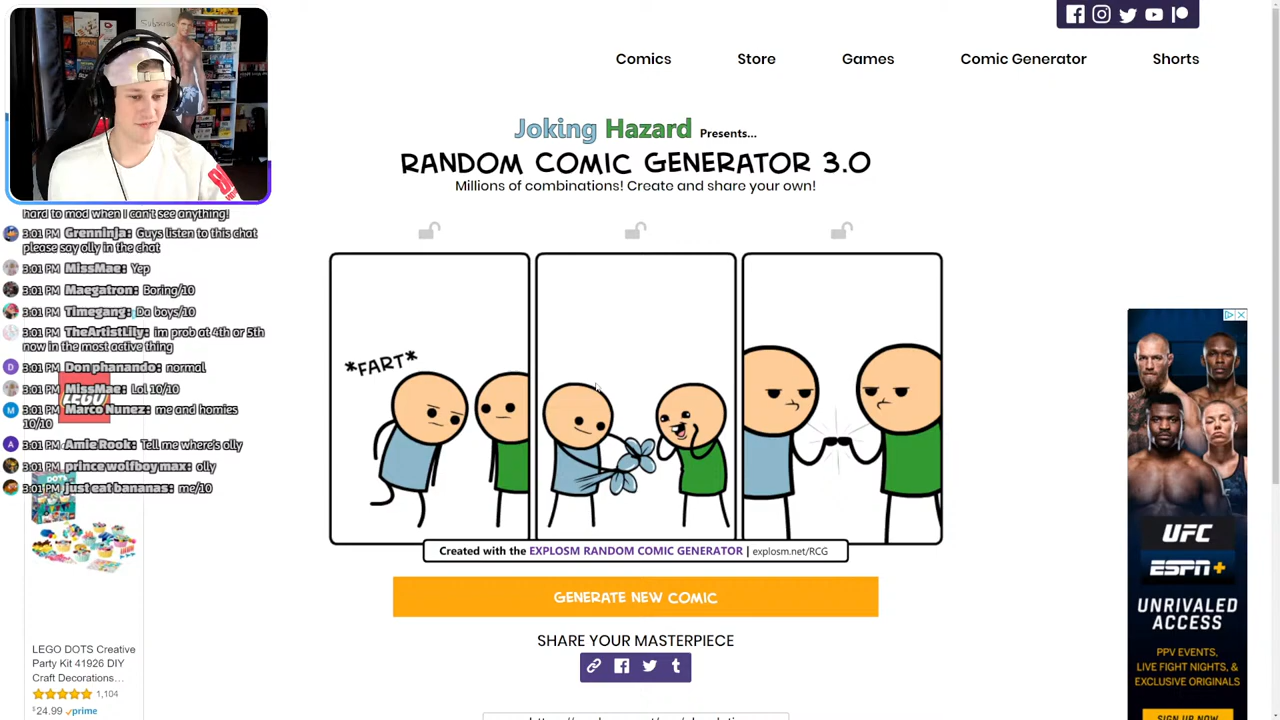 Subscribe
Comics
Store
Games
Comic Generator
Shorts
Joking Hazard Presents...
RANDOM COMIC GENERATOR 3.0
Millions of combinations! Create and share your own!
hard to mod when I can't see anything!
3:01 PM Grenninja: Guys listen to this chat
please say olly in the chat
3:01 PM MissMae: Yep
3:01 PM Maegatron: Boring/10
3:01 PM Timegang: Da boys/10
3:01 PM TheArtistLily: im prob at 4th or 5th
now in the most active thing
3:01 PM Don phanando: normal
3:01 PM MissMae: Lol 10/10
3:01 PM Marco Nunez: me and homies
10/10
3:01 PM Amie Rook: Tell me where's olly
3:01 PM prince wolfboy max: olly
3:01 PM just eat bananas: me/10
LEGO
DOTS
LEGO DOTS Creative
Party Kit 41926 DIY
Craft Decorations...
1,104
$24.99 prime
*FART*
Created with the EXPLOSM RANDOM COMIC GENERATOR | explosm.net/RCG
GENERATE NEW COMIC
SHARE YOUR MASTERPIECE
UFC
ESPN+
UNRIVALED
ACCESS
PPV EVENTS,
LIVE FIGHT NIGHTS, &
EXCLUSIVE ORIGINALS
SIGN UP NOW